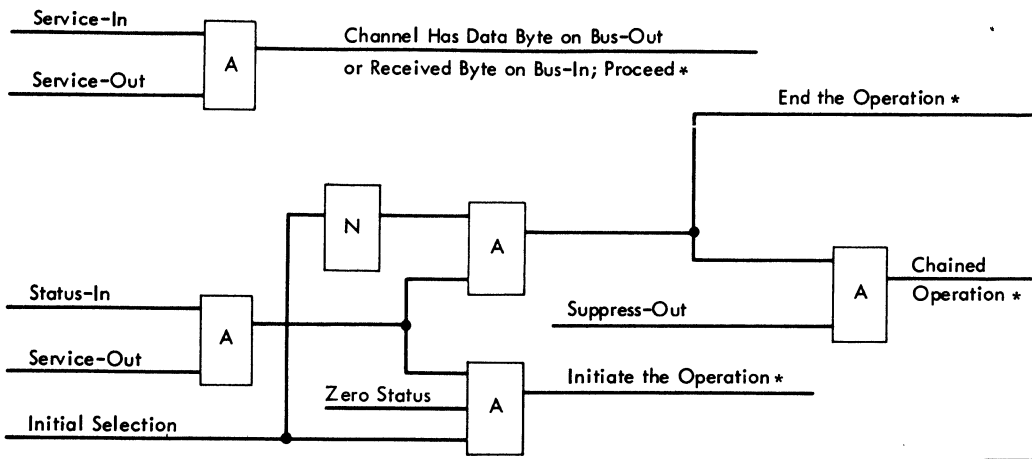 Service-In
A
Channel Has Data Byte on Bus-Out
or Received Byte on Bus-In; Proceed *
Service-Out
End the Operation *
N
A
Status-In
A
Suppress-Out
A
Chained
Operation *
Service-Out
Zero Status
A
Initiate the Operation *
Initial Selection